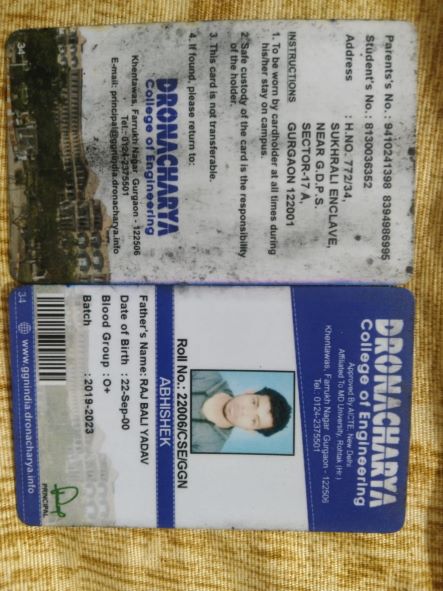 DRONACHARYA
College of Engineering
Approved By AICTE, New Delhi
Affiliated To MD University, Rohtak (Hr.)
Khentawas, Farrukh Nagar Gurgaon - 122506
Tel.: 0124-2375501
Roll No.: 22006/CSE/GGN
ABHISHEK
Father's Name: RAJ BALI YADAV
Date of Birth : 22-Sep-00
Blood Group : O+
Batch : 2019-2023
PRINCIPAL
34
www.ggnindia.dronacharya.info
Parents's No.: 9410241398 8394986995
Student's No.: 8130036352
Address : H.NO.-772/34,
SUKHRALI ENCLAVE,
NEAR G.D.P.S.
SECTOR-17 A,
GURGAON 122001
INSTRUCTIONS
1. To be worn by cardholder at all times during
his/her stay on campus.
2. Safe custody of the card is the responsibility
of the holder.
3. This card is not transferable.
4. If found, please return to:
DRONACHARYA
College of Engineering
Khentawas, Farrukh Nagar Gurgaon - 122506
Tel.: 0124-2375501
E-mail: principal@ggnindia.dronacharya.info
34